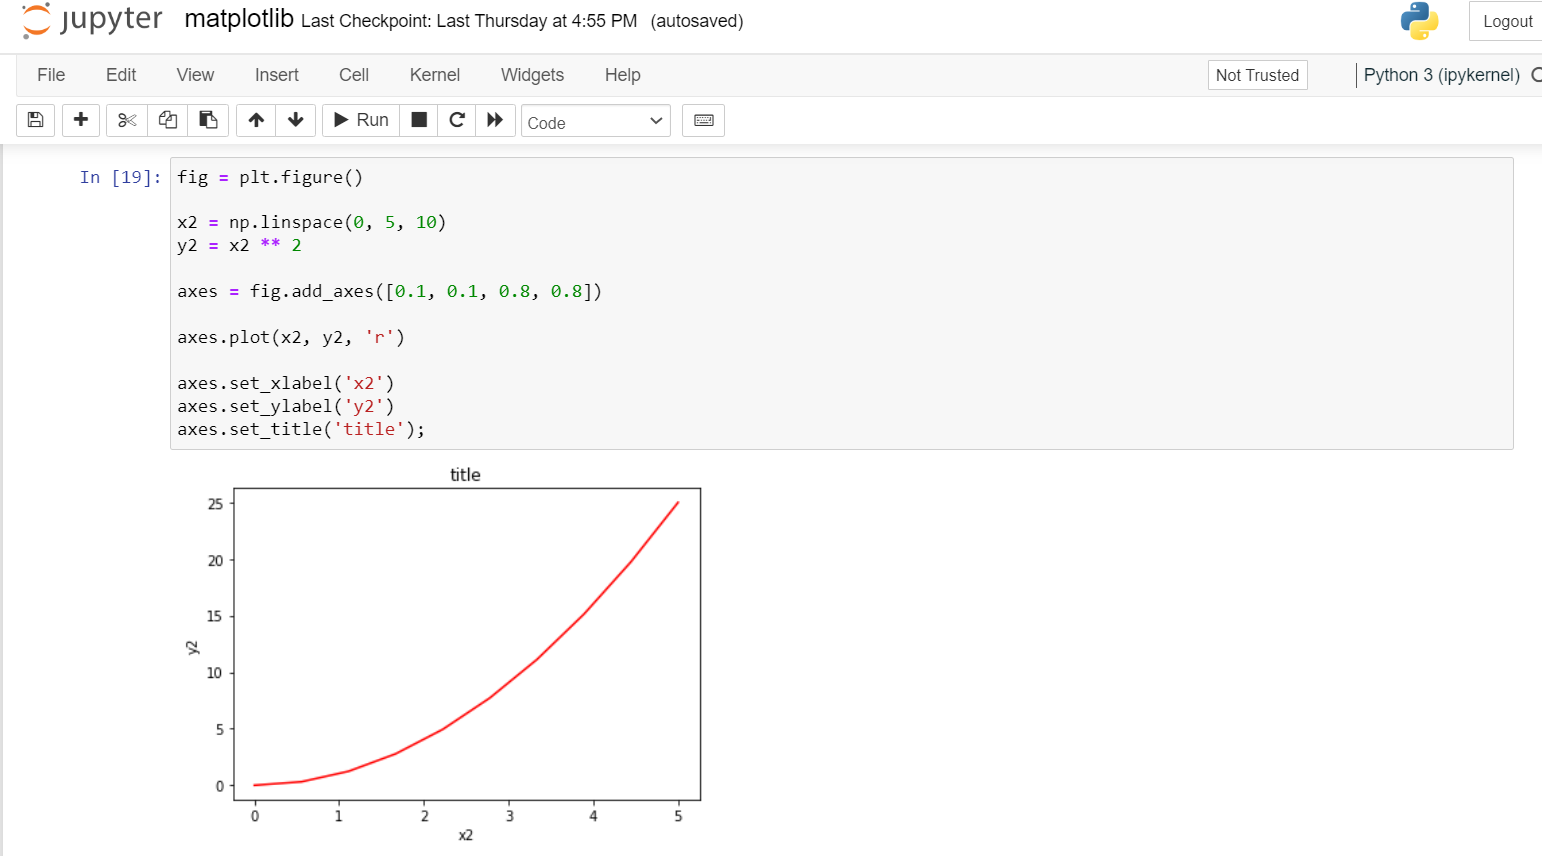 jupyter matplotlib Last Checkpoint: Last Thursday at 4:55 PM (autosaved) Logout
File Edit View Insert Cell Kernel Widgets Help Not Trusted Python 3 (ipykernel)
Run Code
In [19]: fig = plt.figure()
x2 = np.linspace(0, 5, 10)
y2 = x2 ** 2
axes = fig.add_axes([0.1, 0.1, 0.8, 0.8])
axes.plot(x2, y2, 'r')
axes.set_xlabel('x2')
axes.set_ylabel('y2')
axes.set_title('title');
title
25
20
15
y2
10
5
0
0 1 2 3 4 5
x2